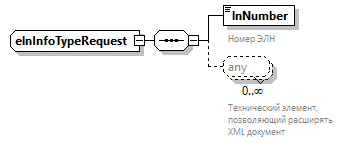 elnInfoTypeRequest
lnNumber
Номер ЭЛН
any
0..∞
Технический элемент,
позволяющий расширять
XML документ